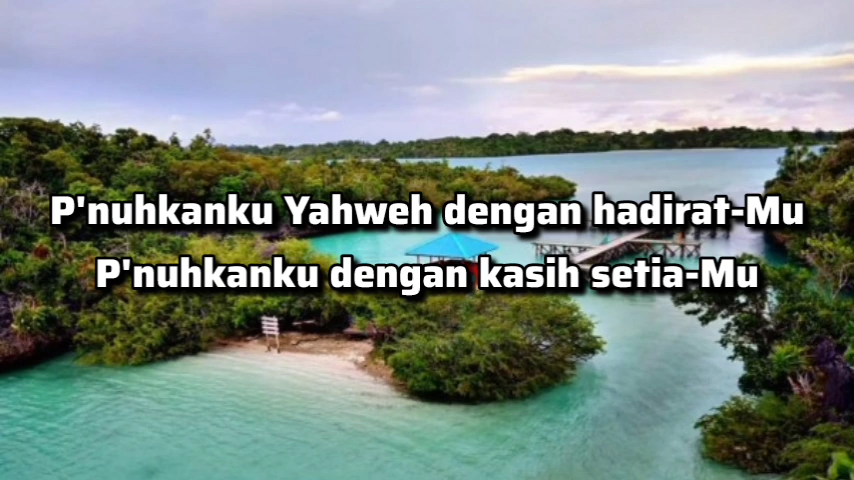 P'nuhkanku Yahweh dengan hadirat-Mu
P'nuhkanku dengan kasih setia-Mu